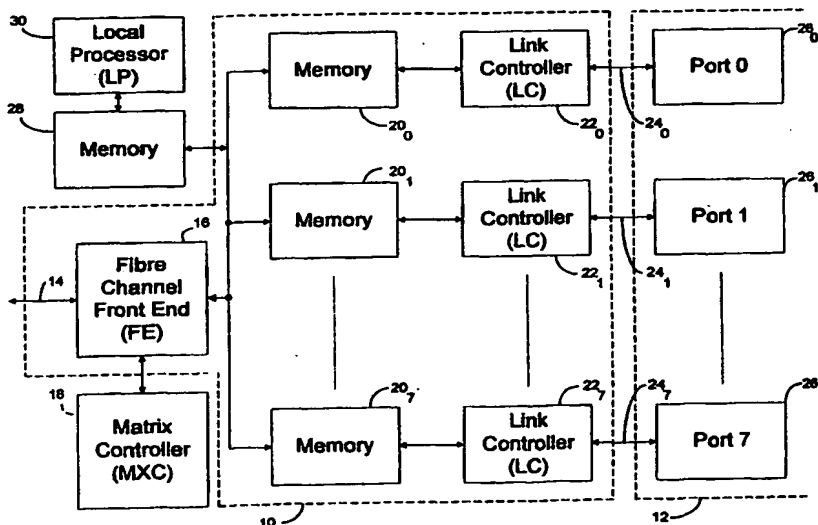 30
Local
Processor
(LP)
28
Memory
14
16
Fibre
Channel
Front End
(FE)
18
Matrix
Controller
(MXC)
Memory
20 0
Link
Controller
(LC)
22 0
24 0
Port 0
26 0
20 1
Memory
Link
Controller
(LC)
22 1
24 1
Port 1
26 1
20 7
Memory
22 7
Link
Controller
(LC)
24 7
Port 7
26
10
12